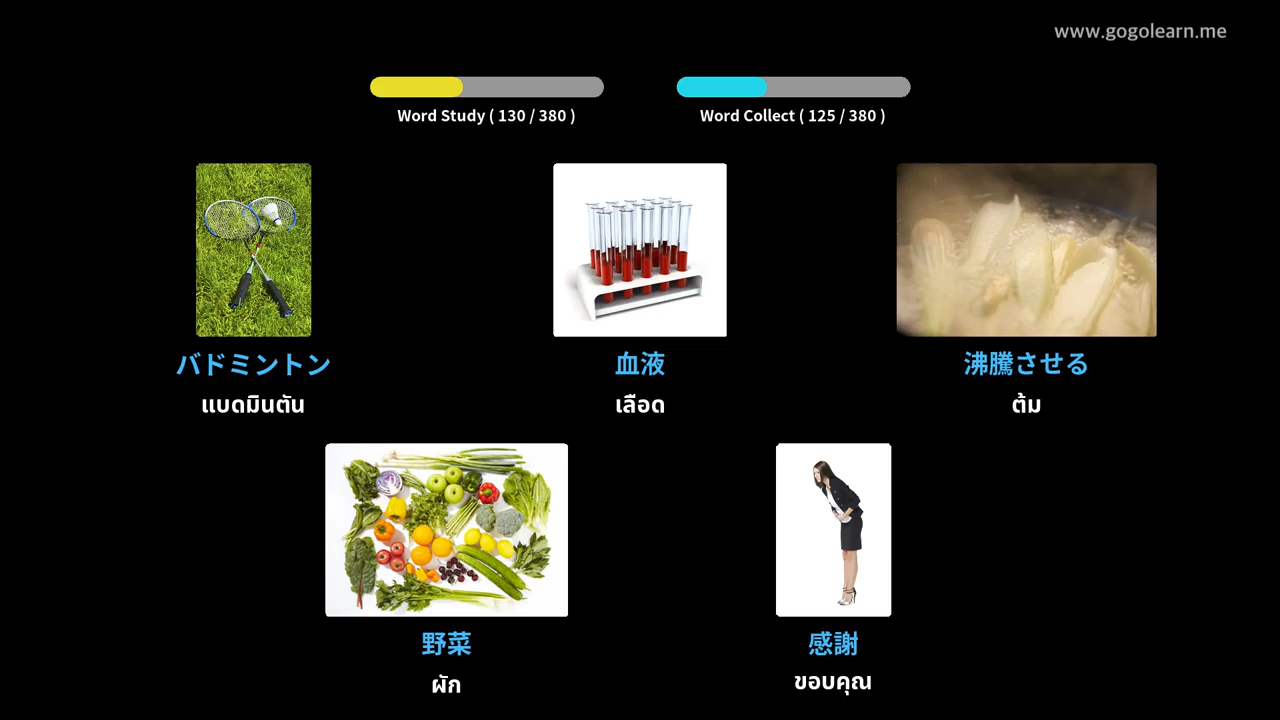 www.gogolearn.me
Word Study ( 130 / 380 )
Word Collect ( 125 / 380 )
バドミントン
แบดมินตัน
血液
เลือด
沸騰させる
ต้ม
野菜
ผัก
感謝
ขอบคุณ